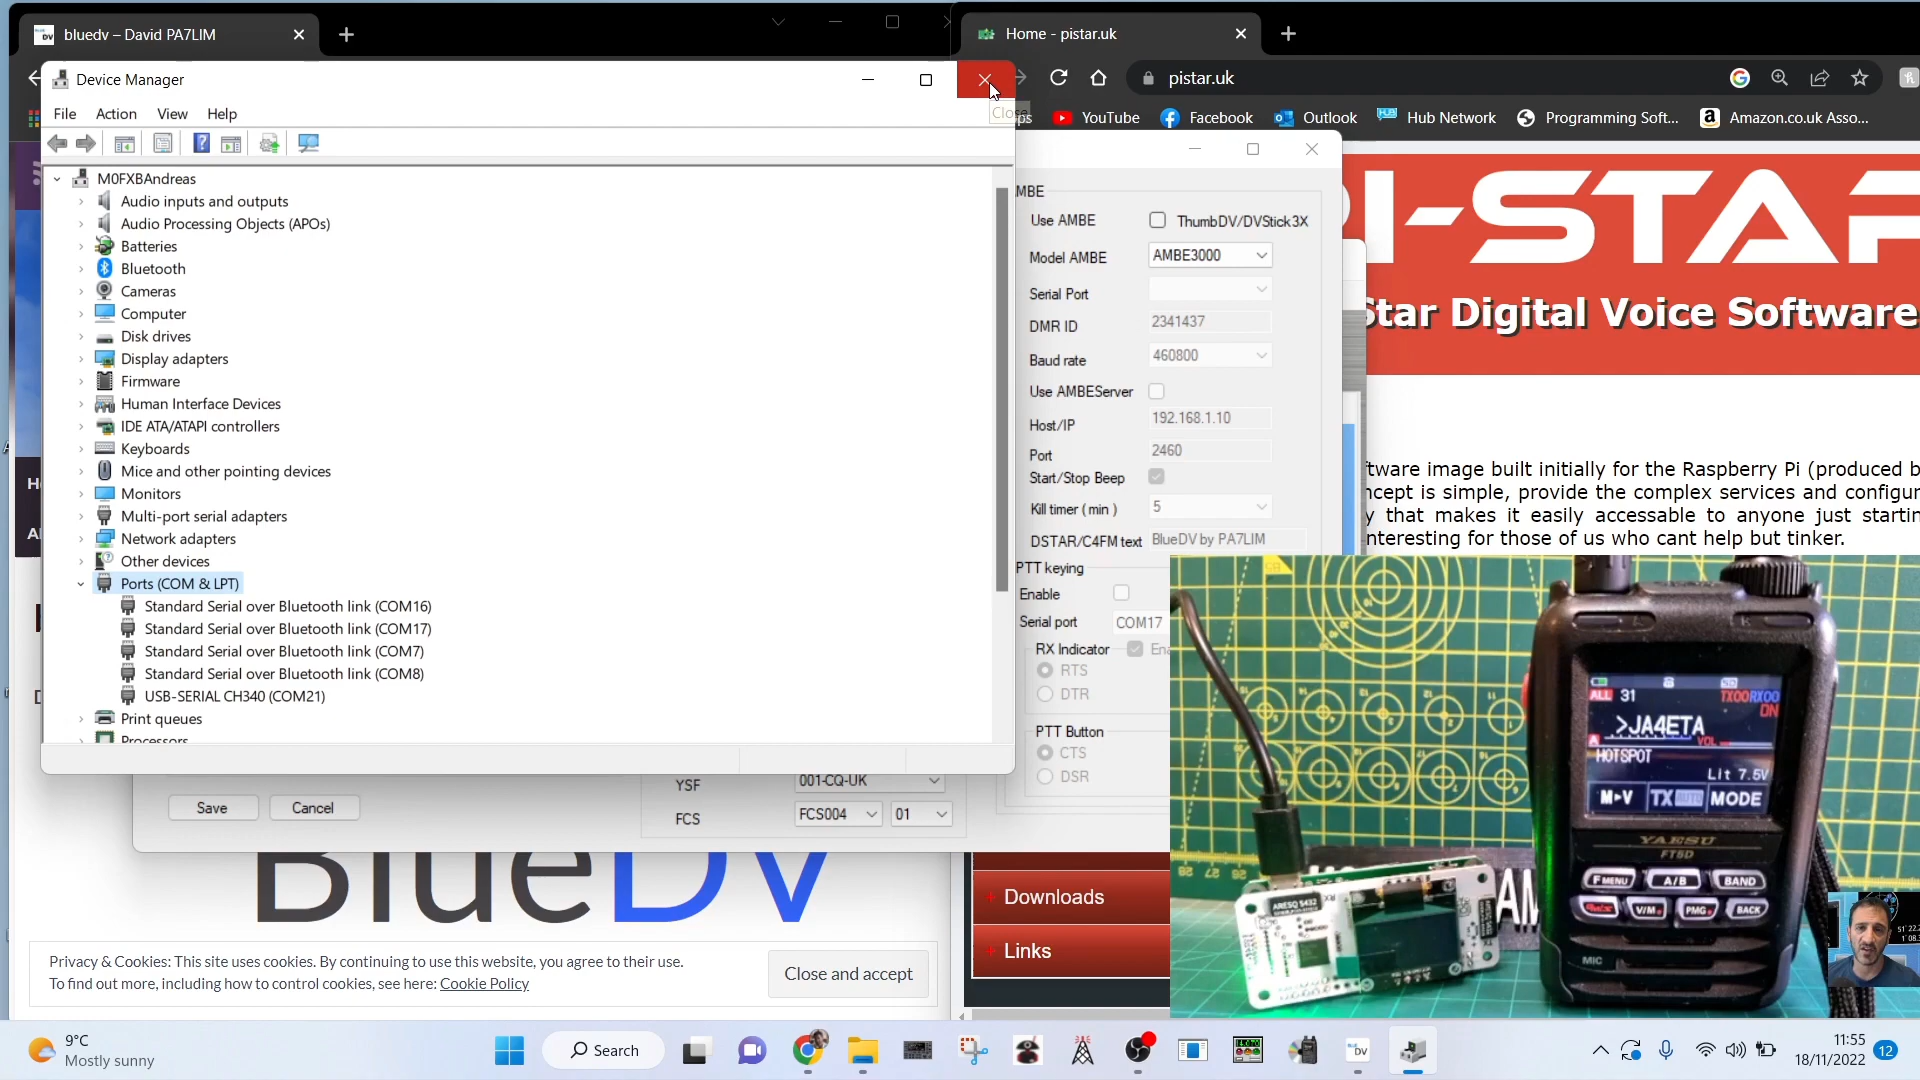 bluedv – David PA7LIM
Home - pistar.uk
Device Manager
pistar.uk
File Action View Help
Close
YouTube Facebook Outlook Hub Network Programming Soft... Amazon.co.uk Asso...
M0FXBAndreas
Audio inputs and outputs
Audio Processing Objects (APOs)
Batteries
Bluetooth
Cameras
Computer
Disk drives
Display adapters
Firmware
Human Interface Devices
IDE ATA/ATAPI controllers
Keyboards
Mice and other pointing devices
Monitors
Multi-port serial adapters
Network adapters
Other devices
Ports (COM & LPT)
Standard Serial over Bluetooth link (COM16)
Standard Serial over Bluetooth link (COM17)
Standard Serial over Bluetooth link (COM7)
Standard Serial over Bluetooth link (COM8)
USB-SERIAL CH340 (COM21)
Print queues
Processors
MBE
Use AMBE ThumbDV/DVStick3X
Model AMBE AMBE3000
Serial Port
DMR ID 2341437
Baud rate 460800
Use AMBEServer
Host/IP 192.168.1.10
Port 2460
Start/Stop Beep
Kill timer ( min ) 5
DSTAR/C4FM text BlueDV by PA7LIM
PTT keying
Enable
Serial port COM17
RX Indicator Ena
RTS
DTR
PTT Button
CTS
DSR
YSF 001-CQ-UK
FCS FCS004 01
Save Cancel
BlueDV
Privacy & Cookies: This site uses cookies. By continuing to use this website, you agree to their use.
To find out more, including how to control cookies, see here: Cookie Policy
Close and accept
PI-STAR
Star Digital Voice Software
ftware image built initially for the Raspberry Pi (produced b
ncept is simple, provide the complex services and configur
y that makes it easily accessable to anyone just startin
nteresting for those of us who cant help but tinker.
+ Downloads
+ Links
ALL 31 TX00RX00
ON
>JA4ETA
VOL
HOTSPOT
Lit 7.5V
M▸V TX AUTO MODE
YAESU
FT5D
F MENU A/B BAND
V/M PMG BACK
MIC
9°C
Mostly sunny
Search
11:55
18/11/2022
12